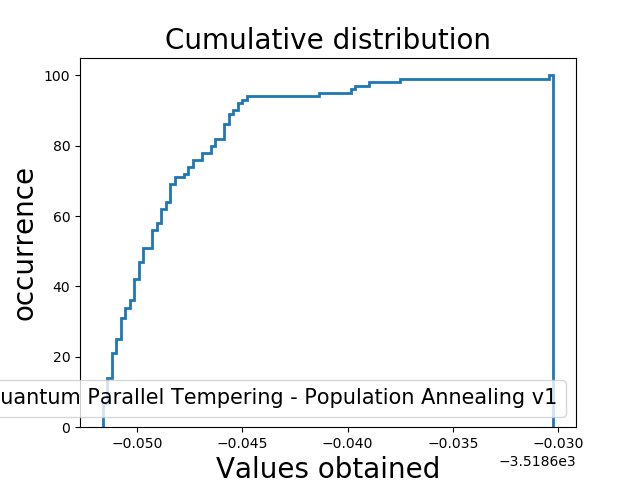 Cumulative distribution
occurrence
100
80
60
40
20
0
uantum Parallel Tempering - Population Annealing v1
−0.050 −0.045 −0.040 −0.035 −0.030
−3.5186e3
Values obtained